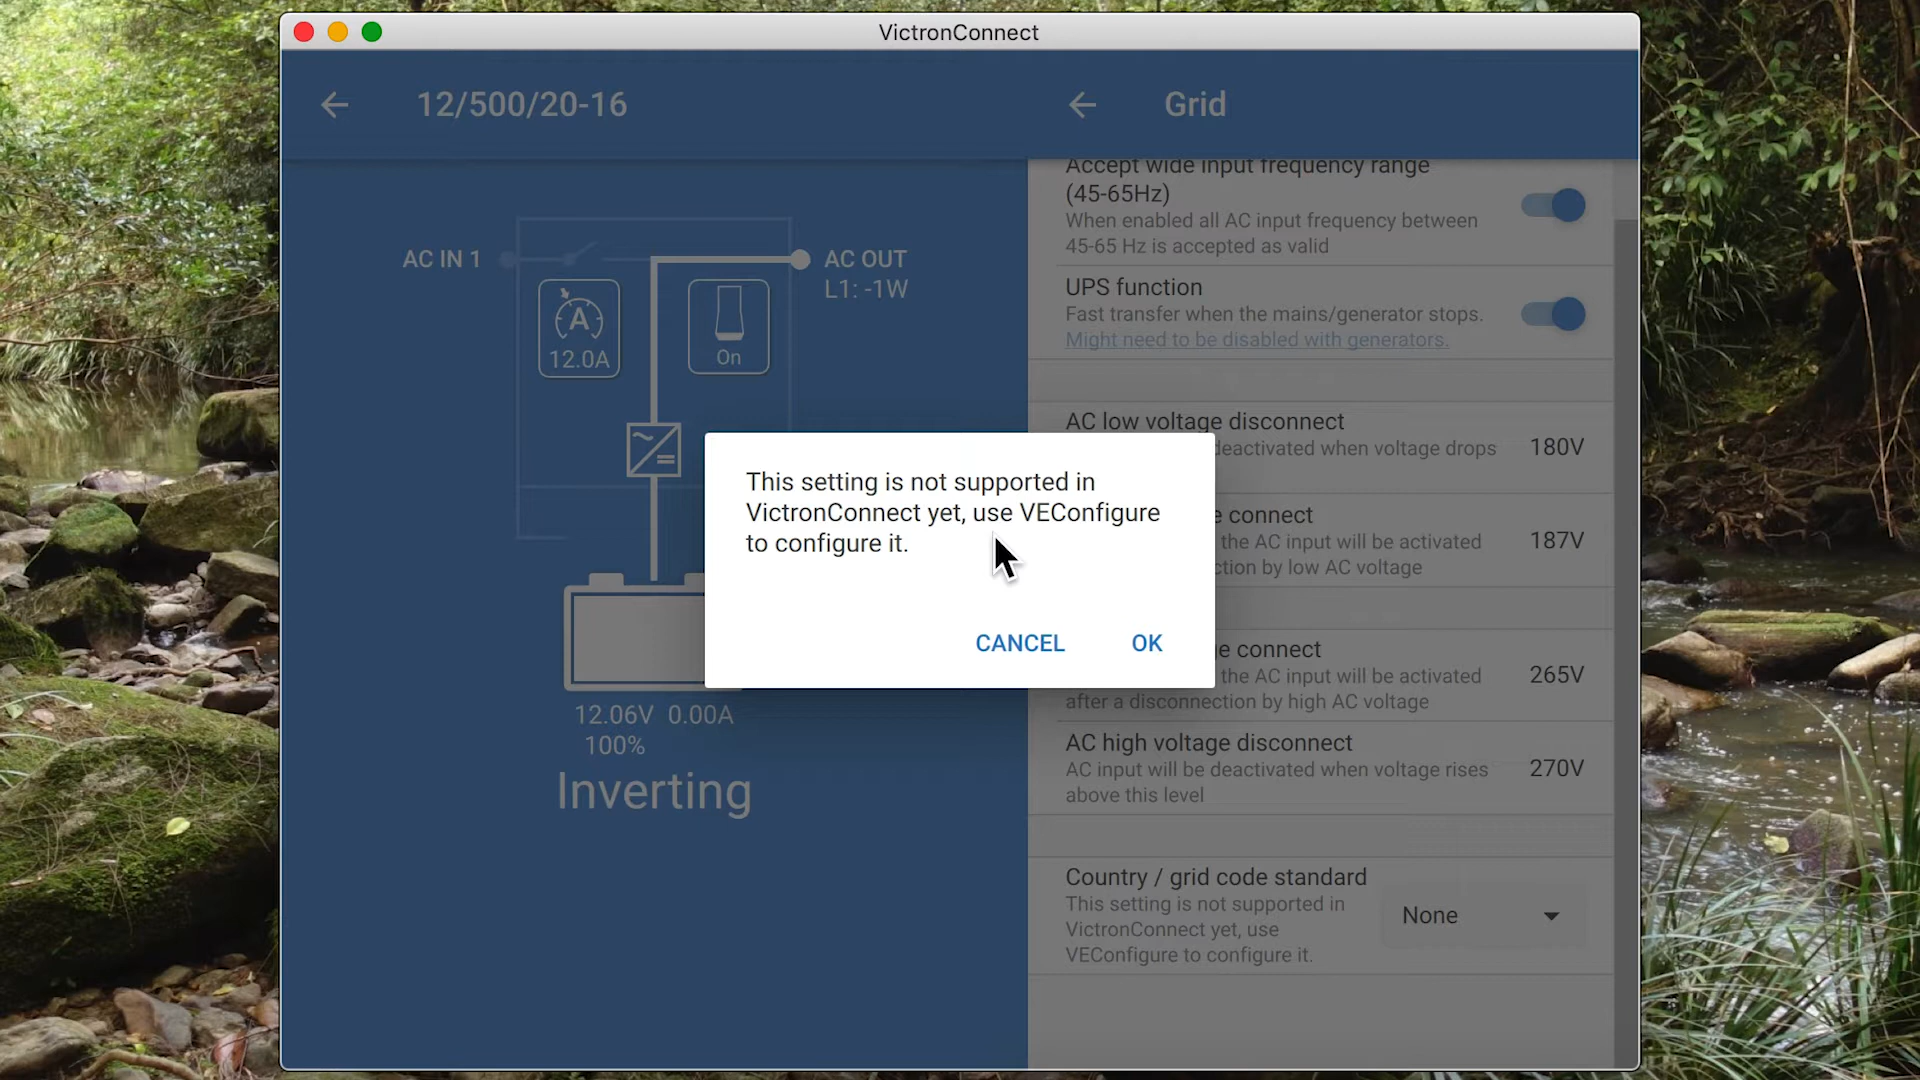 VictronConnect
12/500/20-16
Grid
AC IN 1
AC OUT
L1: -1W
A
12.0A
On
12.06V 0.00A
100%
Inverting
Accept wide input frequency range
(45-65Hz)
When enabled all AC input frequency between
45-65 Hz is accepted as valid
UPS function
Fast transfer when the mains/generator stops.
Might need to be disabled with generators.
AC low voltage disconnect
deactivated when voltage drops
180V
connect
the AC input will be activated
by low AC voltage
187V
connect
the AC input will be activated
after a disconnection by high AC voltage
265V
AC high voltage disconnect
AC input will be deactivated when voltage rises
above this level
270V
Country / grid code standard
This setting is not supported in
VictronConnect yet, use
VEConfigure to configure it.
None
This setting is not supported in
VictronConnect yet, use VEConfigure
to configure it.
CANCEL
OK